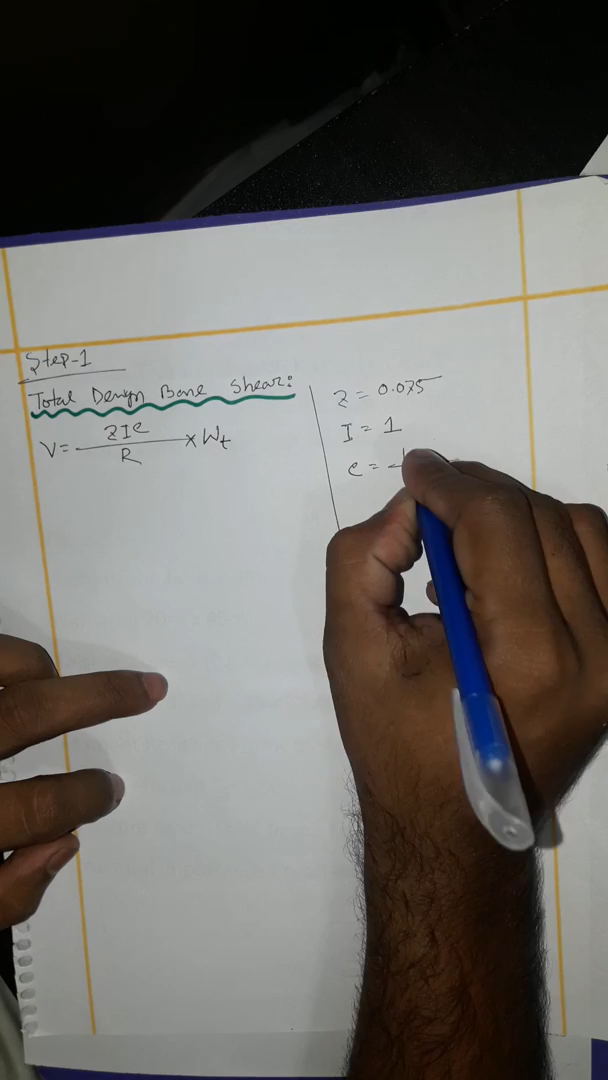 Step-1
Total Design Base Shear:
V = ZIC / R × Wt
Z = 0.075
I = 1
C =